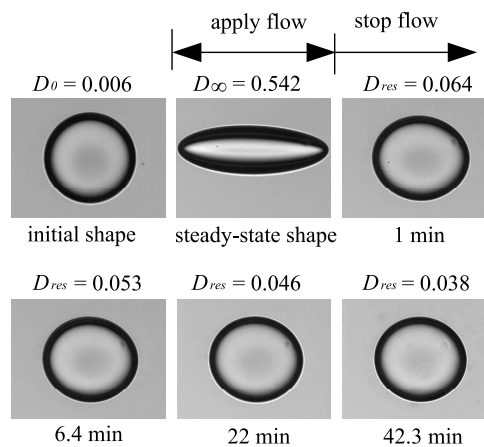 apply flow stop flow
D₀ = 0.006 D∞ = 0.542 Dres = 0.064
initial shape steady-state shape 1 min
Dres = 0.053 Dres = 0.046 Dres = 0.038
6.4 min 22 min 42.3 min